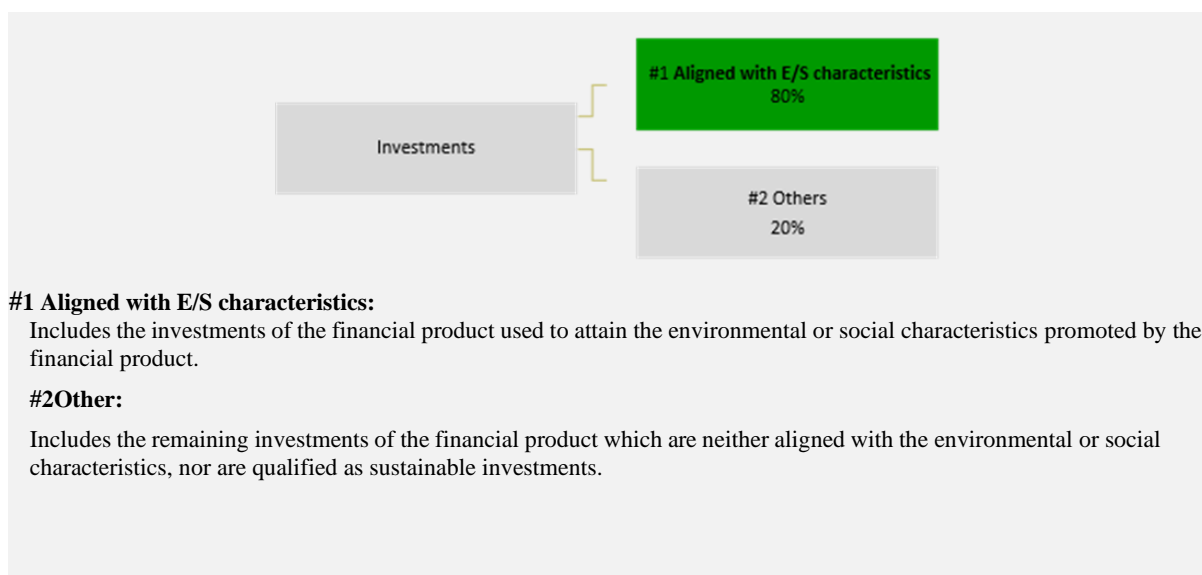 #1 Aligned with E/S characteristics
80%
Investments
#2 Others
20%
#1 Aligned with E/S characteristics:
Includes the investments of the financial product used to attain the environmental or social characteristics promoted by the
financial product.
#2Other:
Includes the remaining investments of the financial product which are neither aligned with the environmental or social
characteristics, nor are qualified as sustainable investments.